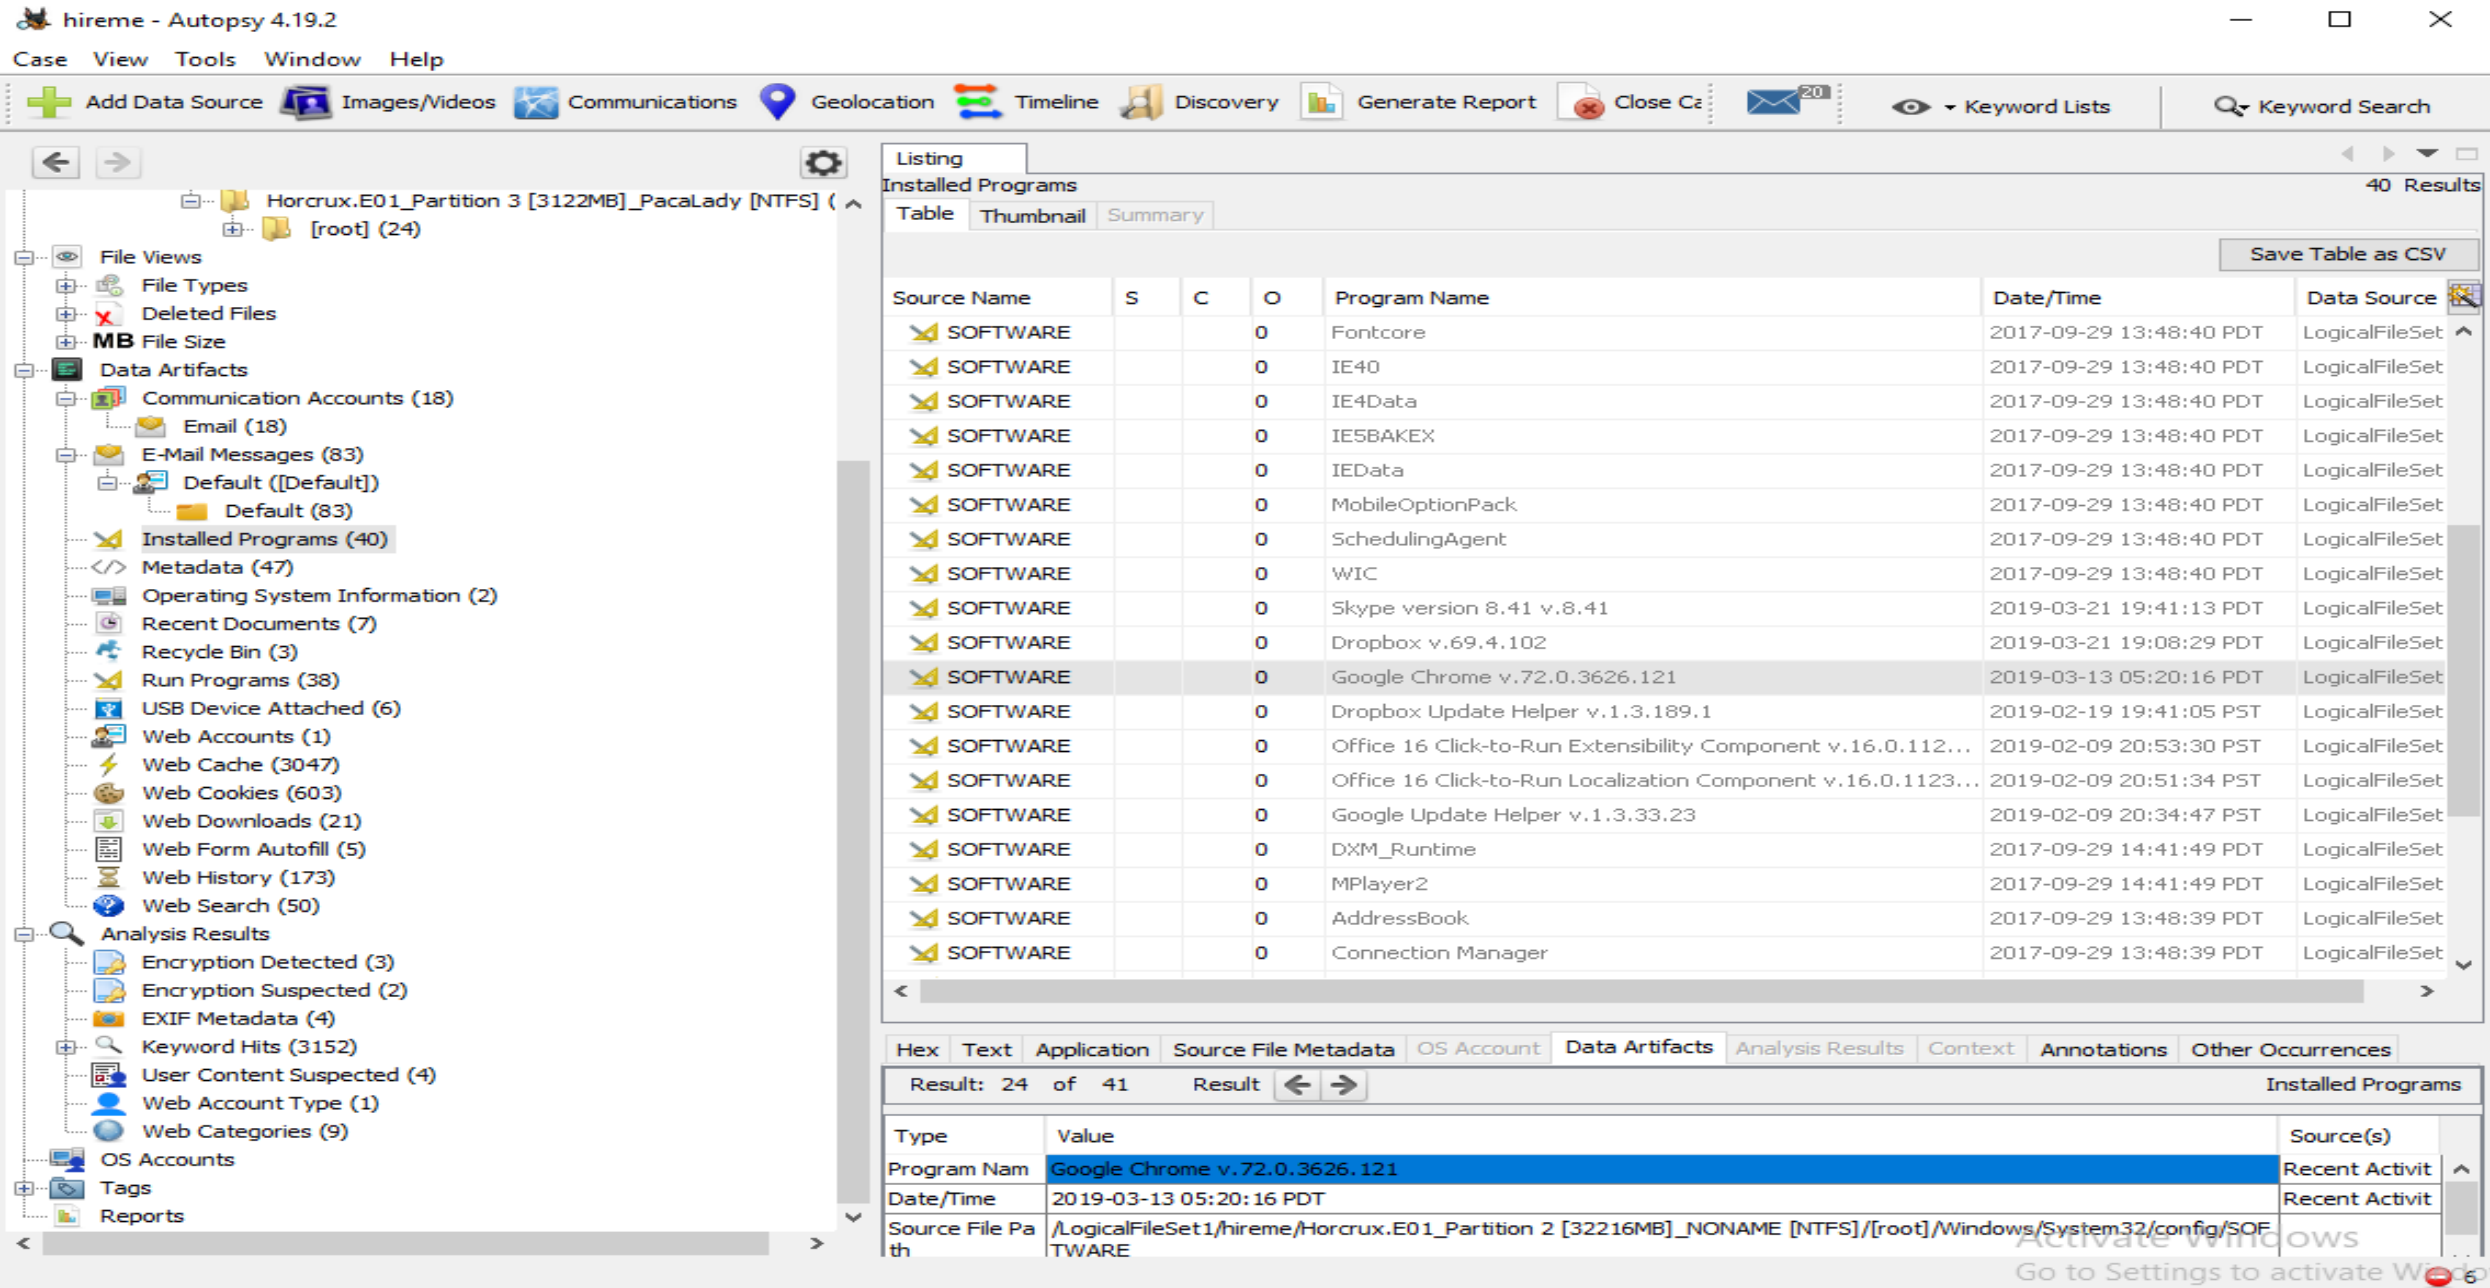 hireme - Autopsy 4.19.2
Case View Tools Window Help
Add Data Source Images/Videos Communications Geolocation Timeline Discovery Generate Report Close Ca 20 Keyword Lists Keyword Search
Horcrux.E01_Partition 3 [3122MB]_PacaLady [NTFS] (
[root] (24)
File Views
File Types
Deleted Files
MB File Size
Data Artifacts
Communication Accounts (18)
Email (18)
E-Mail Messages (83)
Default ([Default])
Default (83)
Installed Programs (40)
Metadata (47)
Operating System Information (2)
Recent Documents (7)
Recycle Bin (3)
Run Programs (38)
USB Device Attached (6)
Web Accounts (1)
Web Cache (3047)
Web Cookies (603)
Web Downloads (21)
Web Form Autofill (5)
Web History (173)
Web Search (50)
Analysis Results
Encryption Detected (3)
Encryption Suspected (2)
EXIF Metadata (4)
Keyword Hits (3152)
User Content Suspected (4)
Web Account Type (1)
Web Categories (9)
OS Accounts
Tags
Reports
Listing
Installed Programs 40 Results
Table Thumbnail Summary
Save Table as CSV
Source Name S C O Program Name Date/Time Data Source
SOFTWARE 0 Fontcore 2017-09-29 13:48:40 PDT LogicalFileSet
SOFTWARE 0 IE40 2017-09-29 13:48:40 PDT LogicalFileSet
SOFTWARE 0 IE4Data 2017-09-29 13:48:40 PDT LogicalFileSet
SOFTWARE 0 IE5BAKEX 2017-09-29 13:48:40 PDT LogicalFileSet
SOFTWARE 0 IEData 2017-09-29 13:48:40 PDT LogicalFileSet
SOFTWARE 0 MobileOptionPack 2017-09-29 13:48:40 PDT LogicalFileSet
SOFTWARE 0 SchedulingAgent 2017-09-29 13:48:40 PDT LogicalFileSet
SOFTWARE 0 WIC 2017-09-29 13:48:40 PDT LogicalFileSet
SOFTWARE 0 Skype version 8.41 v.8.41 2019-03-21 19:41:13 PDT LogicalFileSet
SOFTWARE 0 Dropbox v.69.4.102 2019-03-21 19:08:29 PDT LogicalFileSet
SOFTWARE 0 Google Chrome v.72.0.3626.121 2019-03-13 05:20:16 PDT LogicalFileSet
SOFTWARE 0 Dropbox Update Helper v.1.3.189.1 2019-02-19 19:41:05 PST LogicalFileSet
SOFTWARE 0 Office 16 Click-to-Run Extensibility Component v.16.0.112... 2019-02-09 20:53:30 PST LogicalFileSet
SOFTWARE 0 Office 16 Click-to-Run Localization Component v.16.0.1123... 2019-02-09 20:51:34 PST LogicalFileSet
SOFTWARE 0 Google Update Helper v.1.3.33.23 2019-02-09 20:34:47 PST LogicalFileSet
SOFTWARE 0 DXM_Runtime 2017-09-29 14:41:49 PDT LogicalFileSet
SOFTWARE 0 MPlayer2 2017-09-29 14:41:49 PDT LogicalFileSet
SOFTWARE 0 AddressBook 2017-09-29 13:48:39 PDT LogicalFileSet
SOFTWARE 0 Connection Manager 2017-09-29 13:48:39 PDT LogicalFileSet
Hex Text Application Source File Metadata OS Account Data Artifacts Analysis Results Context Annotations Other Occurrences
Result: 24 of 41 Result Installed Programs
Type Value Source(s)
Program Nam Google Chrome v.72.0.3626.121 Recent Activit
Date/Time 2019-03-13 05:20:16 PDT Recent Activit
Source File Pa /LogicalFileSet1/hireme/Horcrux.E01_Partition 2 [32216MB]_NONAME [NTFS]/[root]/Windows/System32/config/SOF
th TWARE
Activate Windows
Go to Settings to activate Windo
6